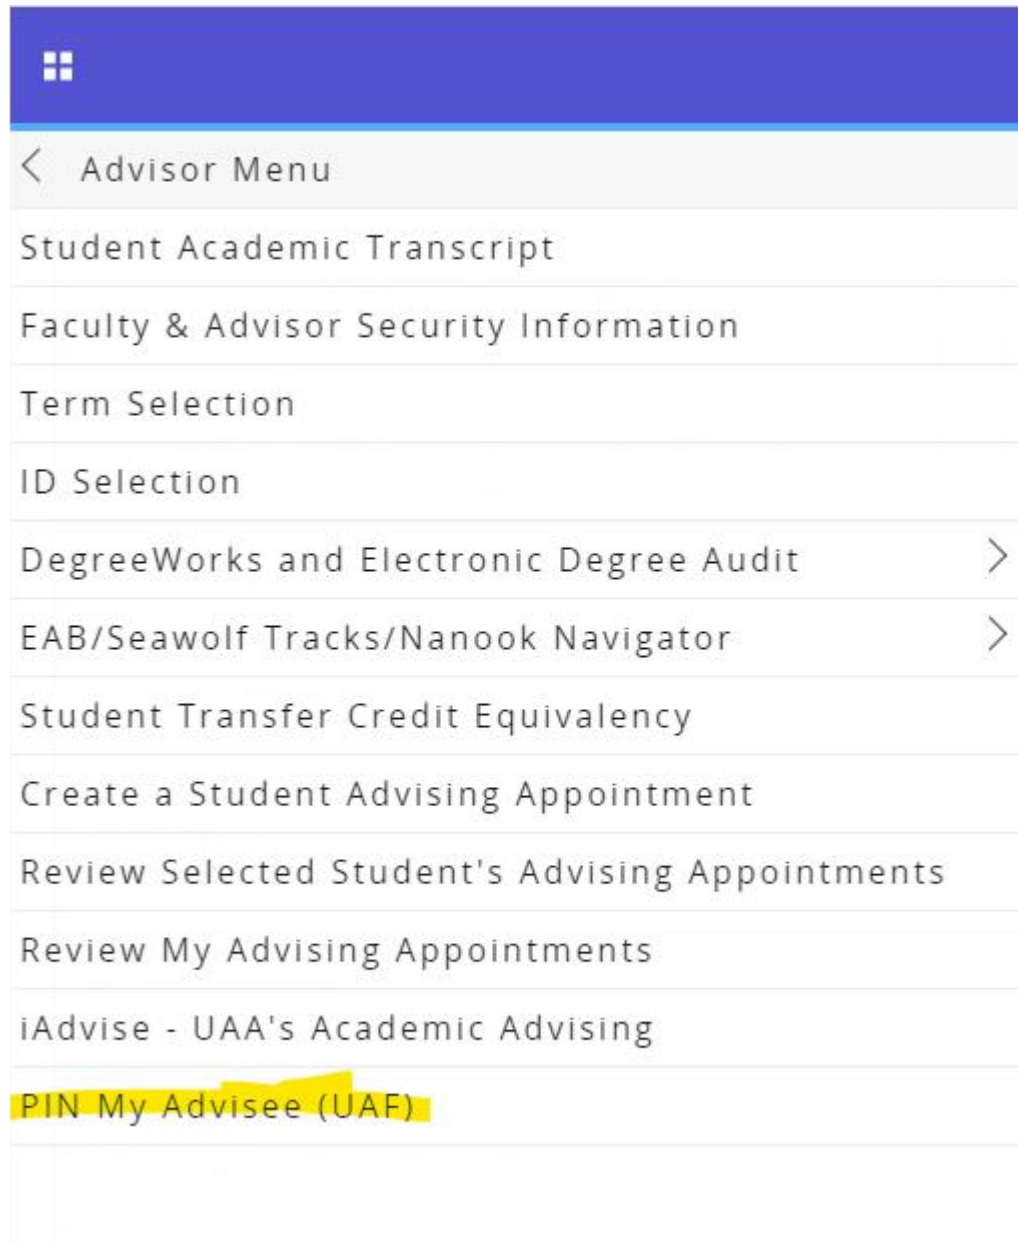 Advisor Menu
Student Academic Transcript
Faculty & Advisor Security Information
Term Selection
ID Selection
DegreeWorks and Electronic Degree Audit
EAB/Seawolf Tracks/Nanook Navigator
Student Transfer Credit Equivalency
Create a Student Advising Appointment
Review Selected Student's Advising Appointments
Review My Advising Appointments
iAdvise - UAA's Academic Advising
PIN My Advisee (UAF)